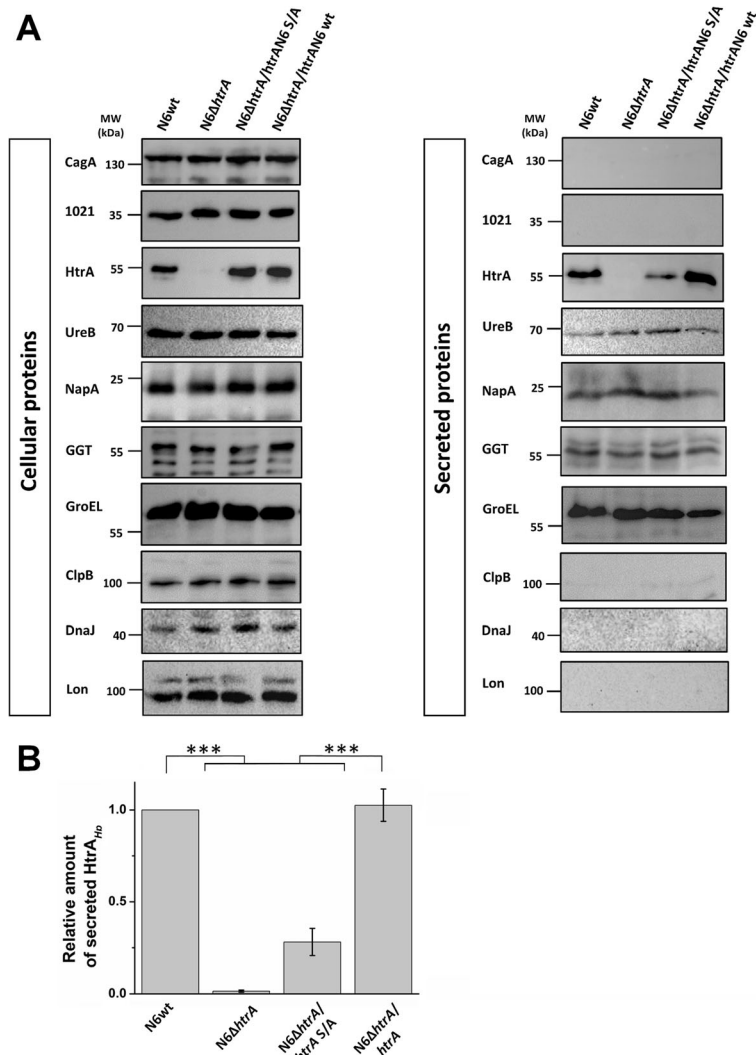 A
N6wt
N6ΔhtrA
N6ΔhtrA/htrAN6 S/A
N6ΔhtrA/htrAN6 wt
MW
(kDa)
Cellular proteins
CagA 130
1021 35
HtrA 55
UreB 70
NapA 25
GGT 55
GroEL 55
ClpB 100
DnaJ 40
Lon 100
N6wt
N6ΔhtrA
N6ΔhtrA/htrAN6 S/A
N6ΔhtrA/htrAN6 wt
MW
(kDa)
Secreted proteins
CagA 130
1021 35
HtrA 55
UreB 70
NapA 25
GGT 55
GroEL 55
ClpB 100
DnaJ 40
Lon 100
B
*** ***
Relative amount
of secreted HtrAHp
1.0
0.5
0.0
N6wt
N6ΔhtrA
N6ΔhtrA/
htrA S/A
N6ΔhtrA/
htrA